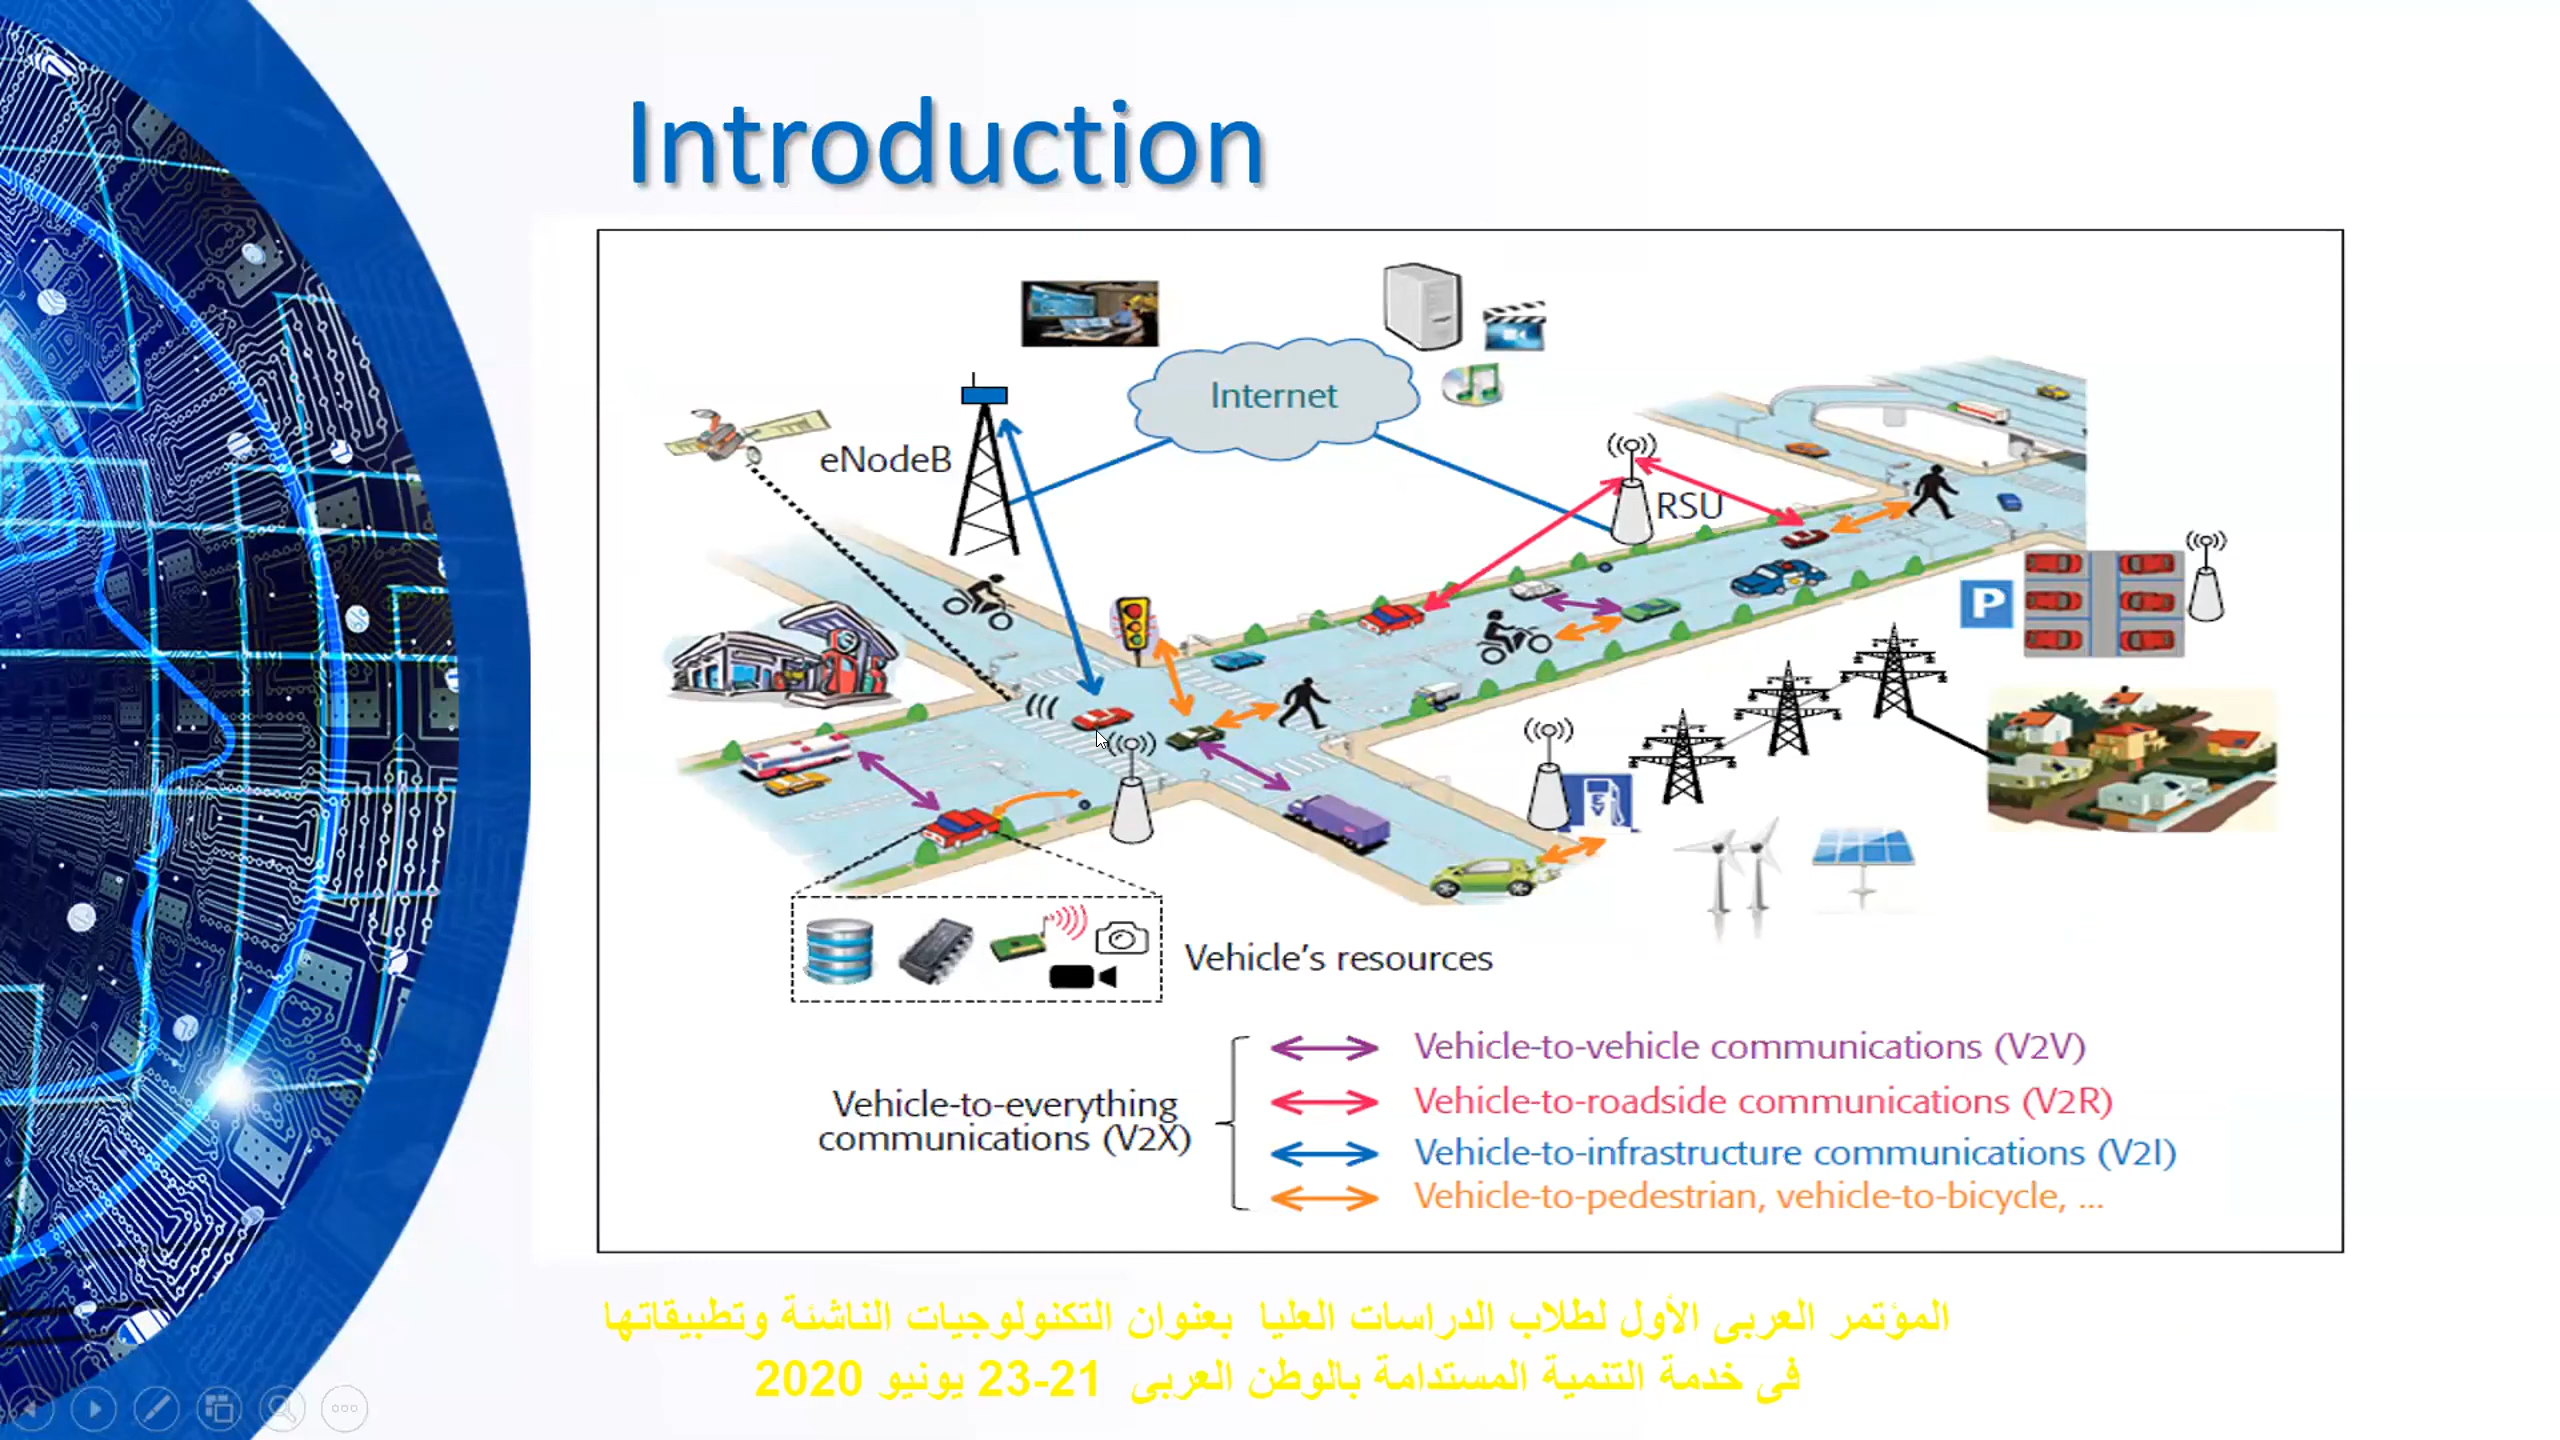 Introduction
Internet
eNodeB
RSU
P
EV
Vehicle's resources
Vehicle-to-everything
communications (V2X)
Vehicle-to-vehicle communications (V2V)
Vehicle-to-roadside communications (V2R)
Vehicle-to-infrastructure communications (V2I)
Vehicle-to-pedestrian, vehicle-to-bicycle, ...
المؤتمر العربى الأول لطلاب الدراسات العليا بعنوان التكنولوجيات الناشئة وتطبيقاتها
فى خدمة التنمية المستدامة بالوطن العربى 21-23 يونيو 2020